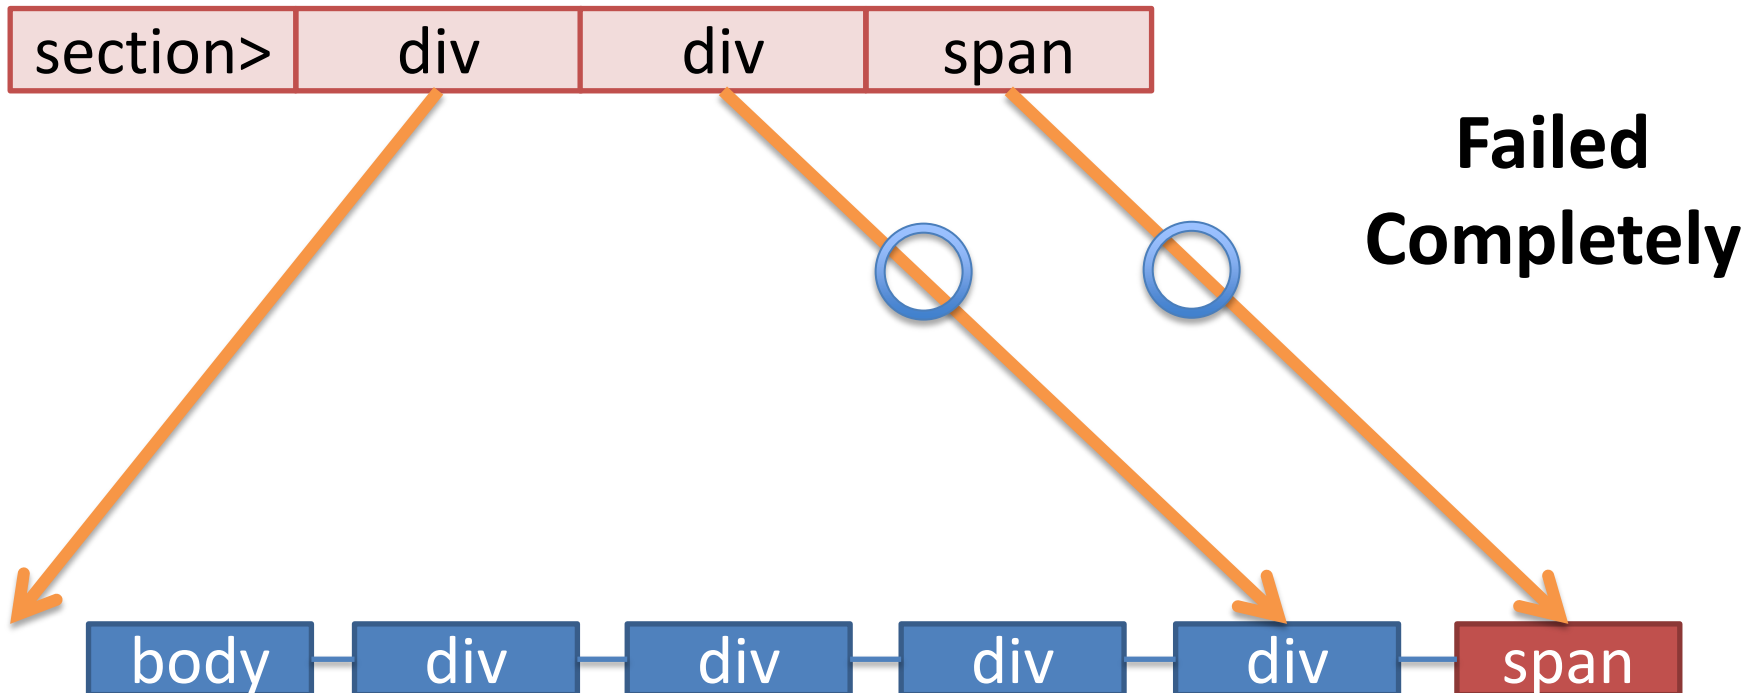 section> div div span
Failed
Completely
body div div div div span